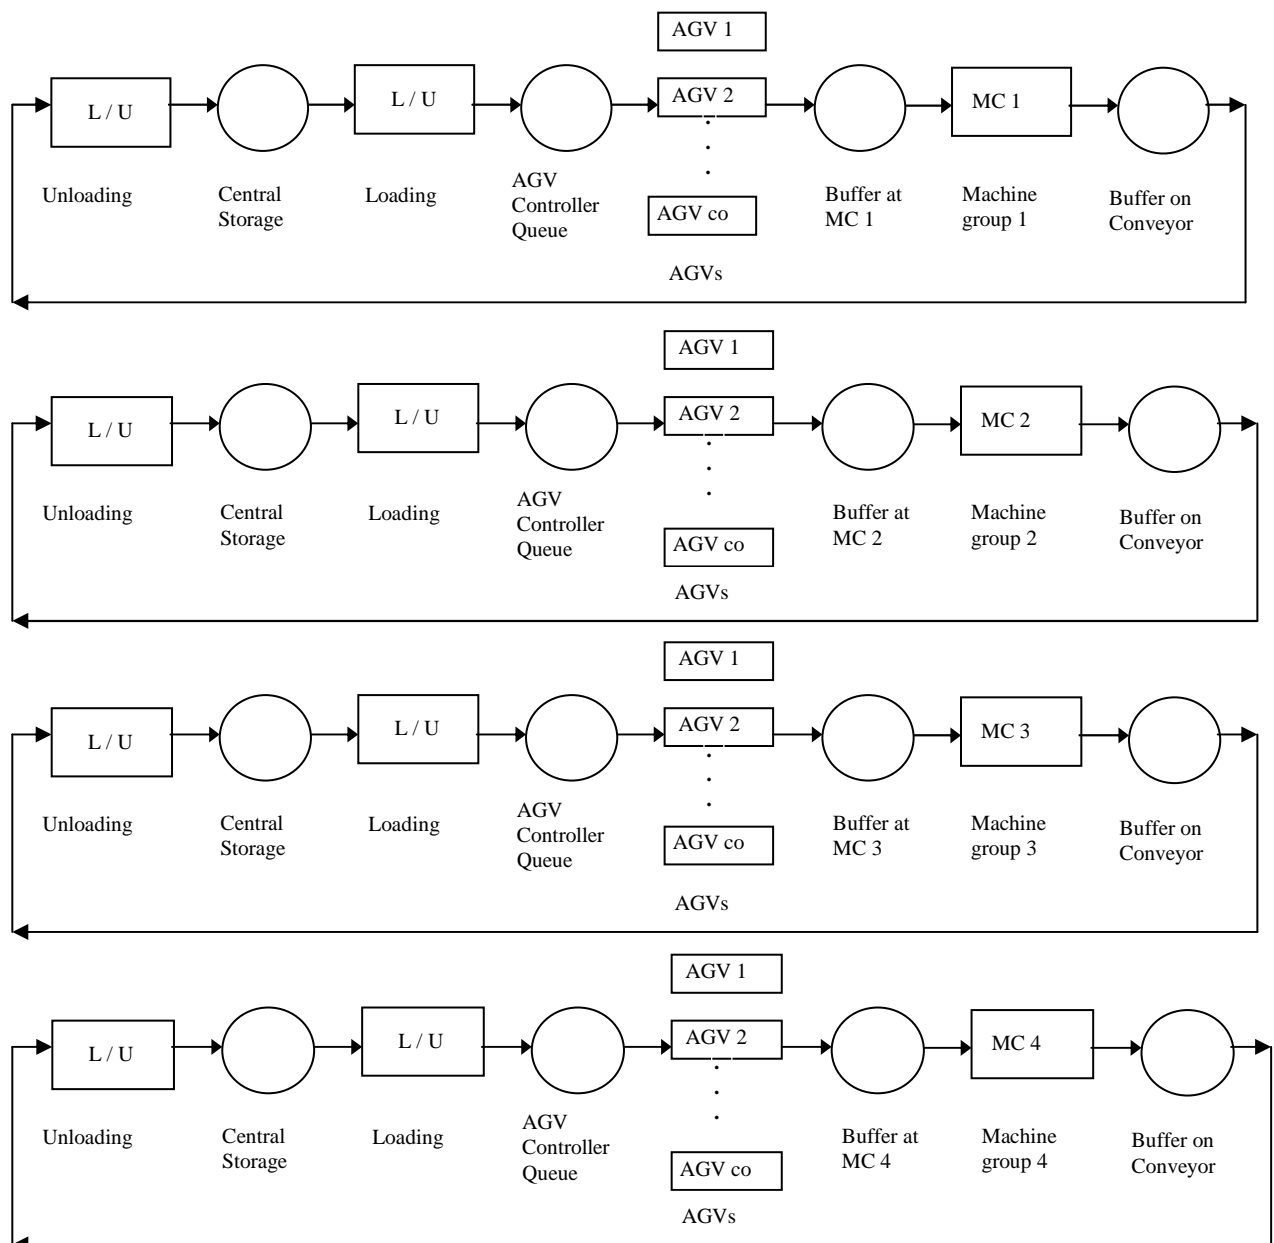 AGV 1
L / U
L / U
AGV 2
MC 1
.
.
.
Unloading
Central
Storage
Loading
AGV
Controller
Queue
AGV co
Buffer at
MC 1
Machine
group 1
Buffer on
Conveyor
AGVs
AGV 1
L / U
L / U
AGV 2
MC 2
.
.
.
Unloading
Central
Storage
Loading
AGV
Controller
Queue
AGV co
Buffer at
MC 2
Machine
group 2
Buffer on
Conveyor
AGVs
AGV 1
L / U
L / U
AGV 2
MC 3
.
.
.
Unloading
Central
Storage
Loading
AGV
Controller
Queue
AGV co
Buffer at
MC 3
Machine
group 3
Buffer on
Conveyor
AGVs
AGV 1
L / U
L / U
AGV 2
MC 4
.
.
.
Unloading
Central
Storage
Loading
AGV
Controller
Queue
AGV co
Buffer at
MC 4
Machine
group 4
Buffer on
Conveyor
AGVs